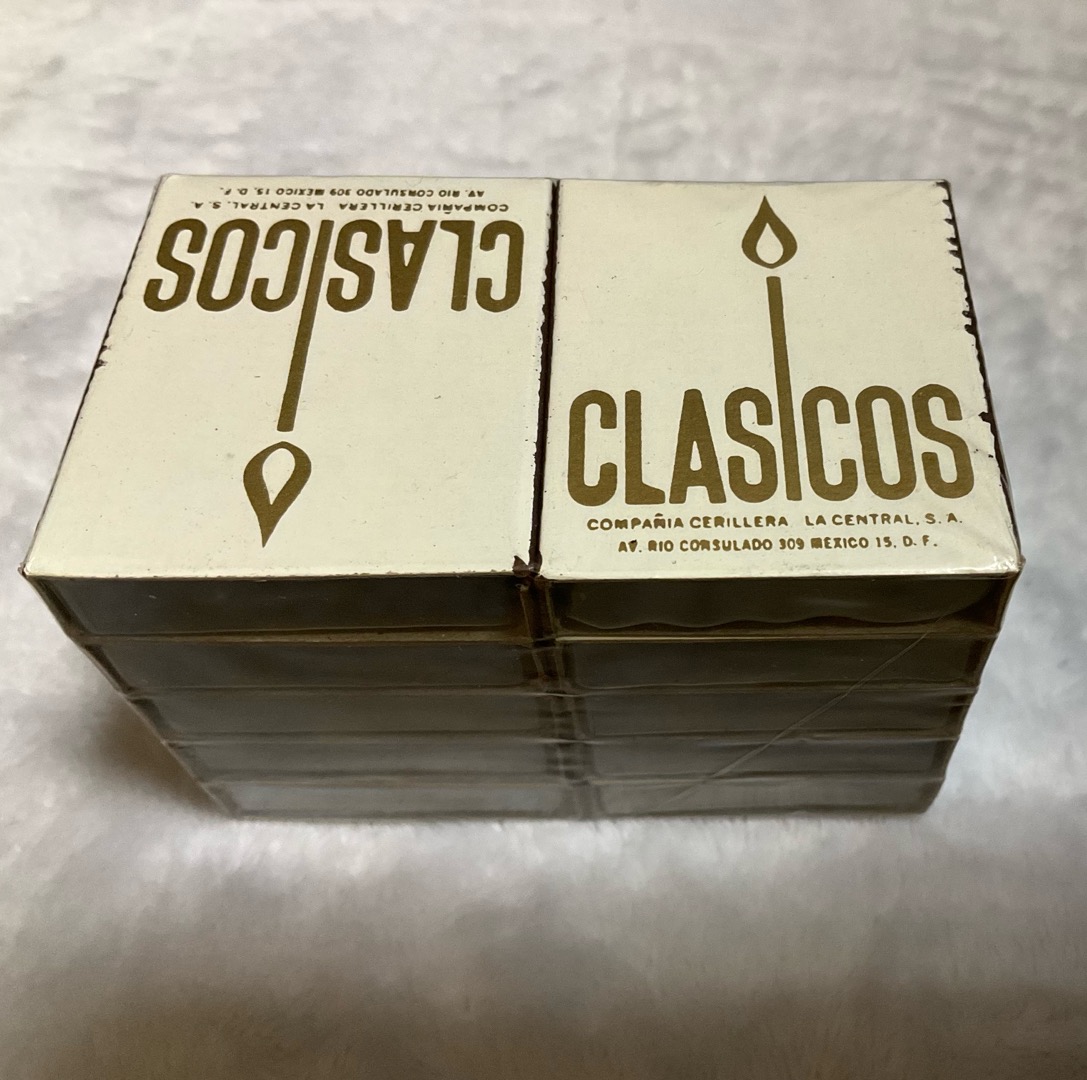 CLASICOS
COMPAÑIA CERILLERA LA CENTRAL, S. A.
AV. RIO CONSULADO 309 MEXICO 15, D. F.
CLASICOS
COMPAÑIA CERILLERA LA CENTRAL, S. A.
AV. RIO CONSULADO 309 MEXICO 15, D. F.